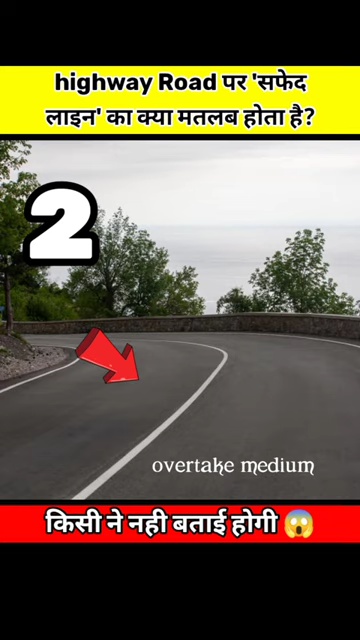 highway Road पर 'सफेद
लाइन' का क्या मतलब होता है?
2
overtake medium
किसी ने नही बताई होगी 😱